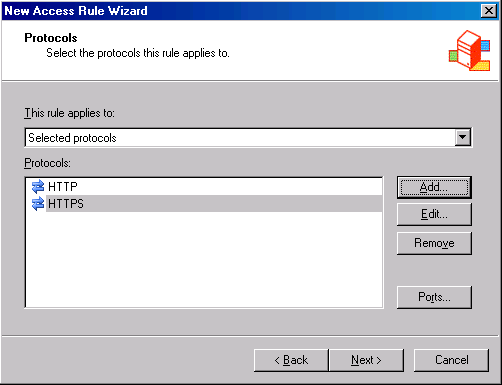 New Access Rule Wizard
Protocols
Select the protocols this rule applies to.
This rule applies to:
Selected protocols
Protocols:
HTTP
HTTPS
Add...
Edit...
Remove
Ports...
< Back
Next >
Cancel